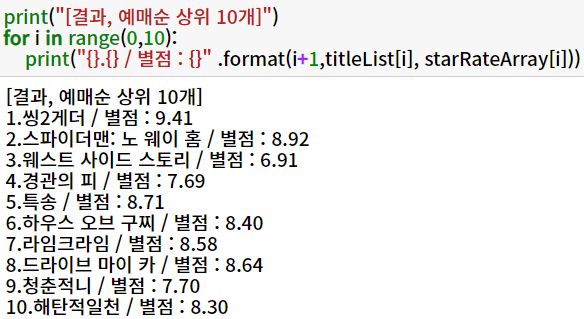 print("[결과, 예매순 상위 10개]")
for i in range(0,10):
    print("{}.{} / 별점 : {}" .format(i+1,titleList[i], starRateArray[i]))
[결과, 예매순 상위 10개]
1.씽2게더 / 별점 : 9.41
2.스파이더맨: 노 웨이 홈 / 별점 : 8.92
3.웨스트 사이드 스토리 / 별점 : 6.91
4.경관의 피 / 별점 : 7.69
5.특송 / 별점 : 8.71
6.하우스 오브 구찌 / 별점 : 8.40
7.라임크라임 / 별점 : 8.58
8.드라이브 마이 카 / 별점 : 8.64
9.청춘적니 / 별점 : 7.70
10.해탄적일천 / 별점 : 8.30